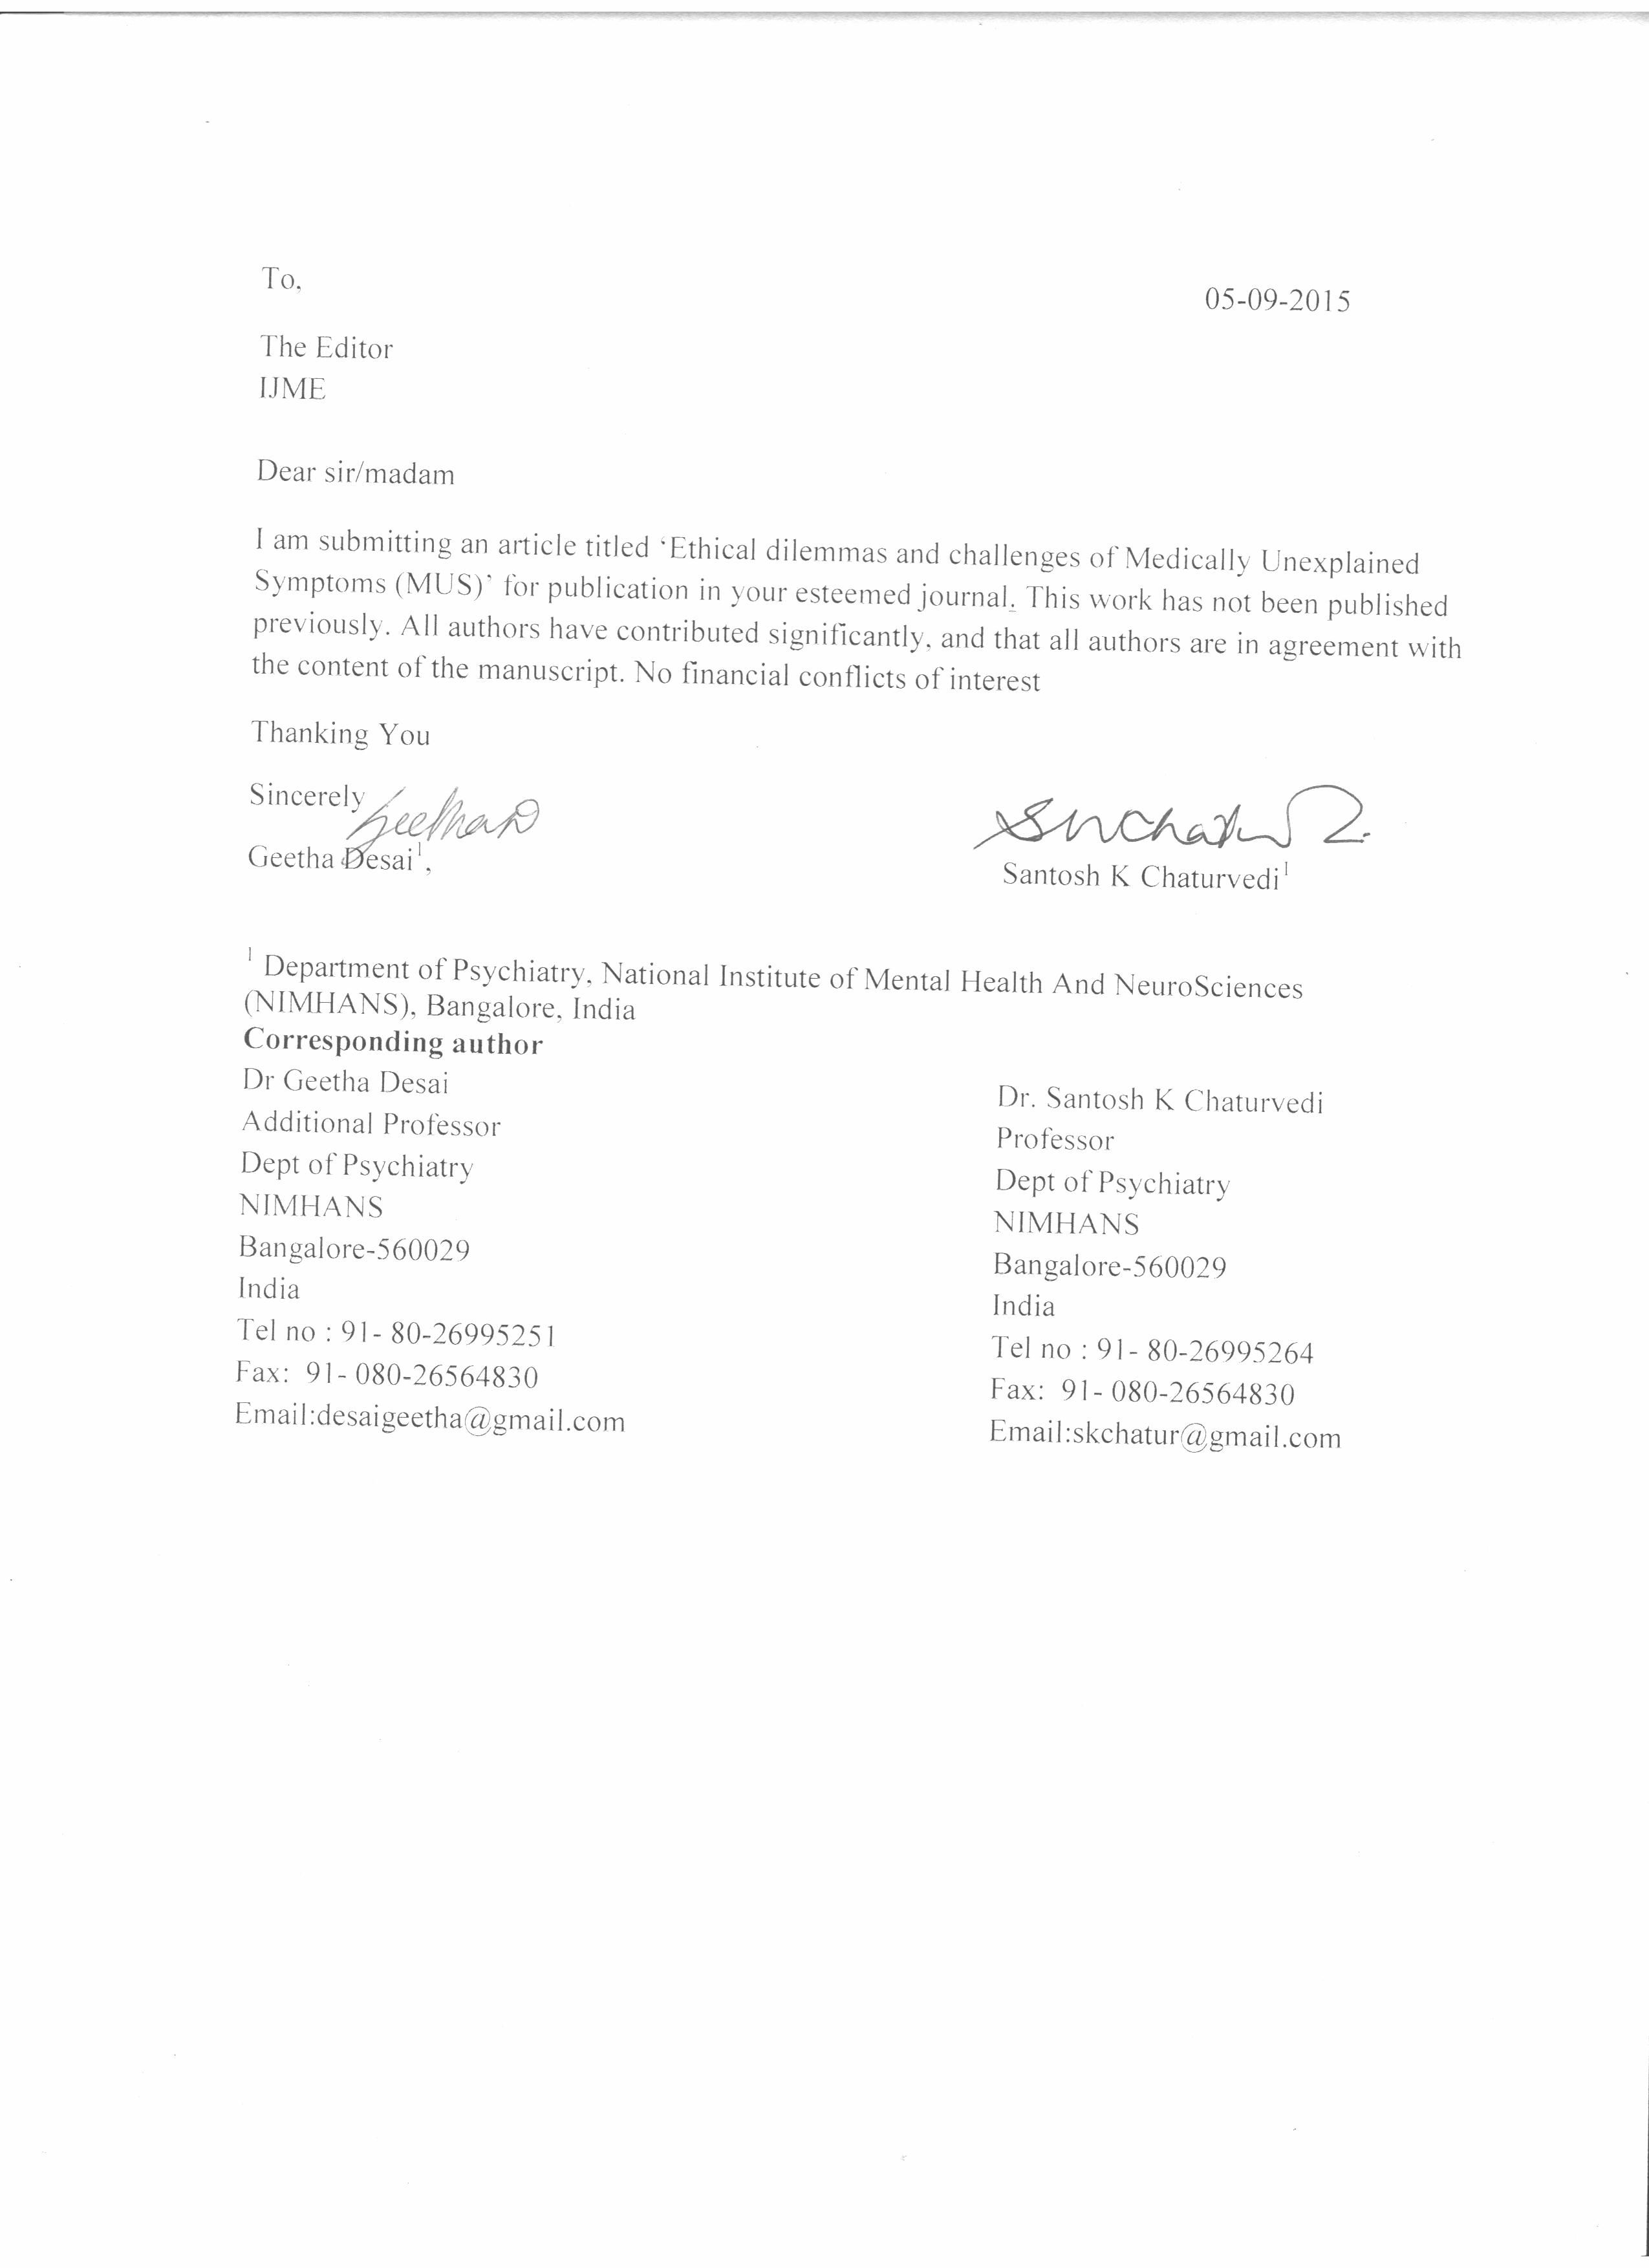 To,
05-09-2015
The Editor
IJME
Dear sir/madam
I am submitting an article titled ‘Ethical dilemmas and challenges of Medically Unexplained
Symptoms (MUS)’ for publication in your esteemed journal. This work has not been published
previously. All authors have contributed significantly, and that all authors are in agreement with
the content of the manuscript. No financial conflicts of interest
Thanking You
Sincerely
GeethaD
Geetha Desai¹,
Santosh K Chaturvedi¹
¹ Department of Psychiatry, National Institute of Mental Health And NeuroSciences
(NIMHANS), Bangalore, India
Corresponding author
Dr Geetha Desai
Additional Professor
Dept of Psychiatry
NIMHANS
Bangalore-560029
India
Tel no : 91- 80-26995251
Fax: 91- 080-26564830
Email:desaigeetha@gmail.com
Dr. Santosh K Chaturvedi
Professor
Dept of Psychiatry
NIMHANS
Bangalore-560029
India
Tel no : 91- 80-26995264
Fax: 91- 080-26564830
Email:skchatur@gmail.com